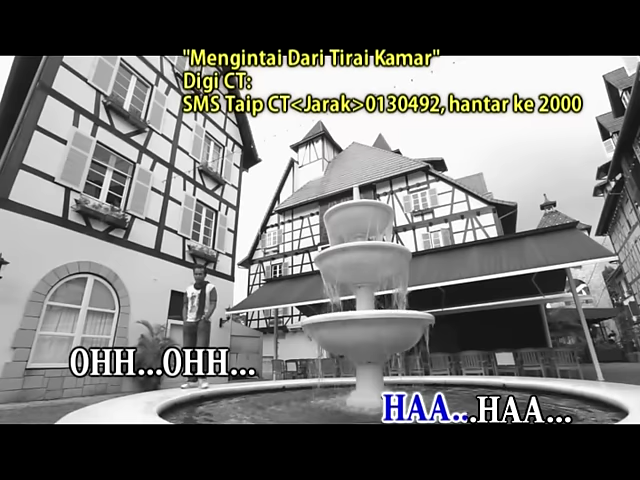 "Mengintai Dari Tirai Kamar"
Digi CT:
SMS Taip CT<Jarak>0130492, hantar ke 2000
OHH...OHH...
HAA...HAA...